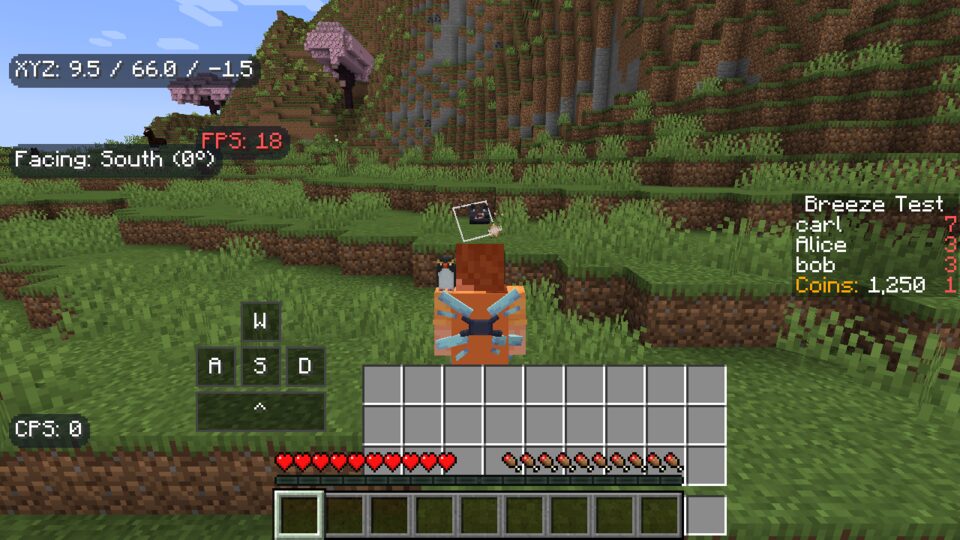 XYZ: 9.5 / 66.0 / -1.5
FPS: 18
Facing: South (0°)
Breeze Test
carl 7
Alice 3
bob 3
Coins: 1,250 1
W
A S D
^
CPS: 0